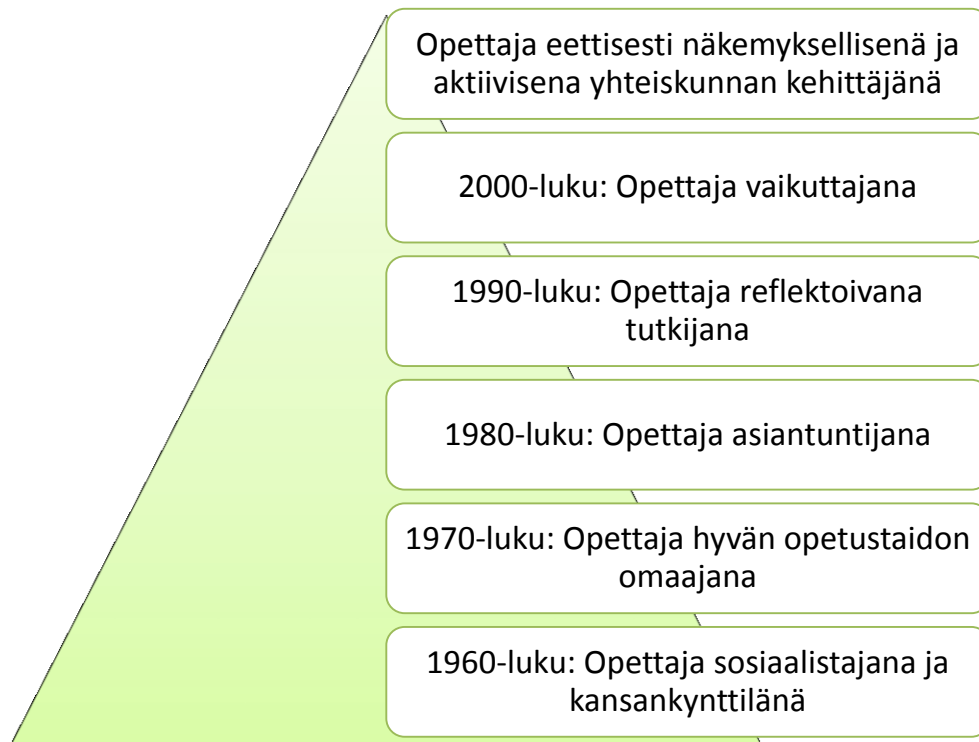 Opettaja eettisesti näkemyksellisenä ja
aktiivisena yhteiskunnan kehittäjänä
2000-luku: Opettaja vaikuttajana
1990-luku: Opettaja reflektoivana
tutkijana
1980-luku: Opettaja asiantuntijana
1970-luku: Opettaja hyvän opetustaidon
omaajana
1960-luku: Opettaja sosiaalistajana ja
kansankynttilänä